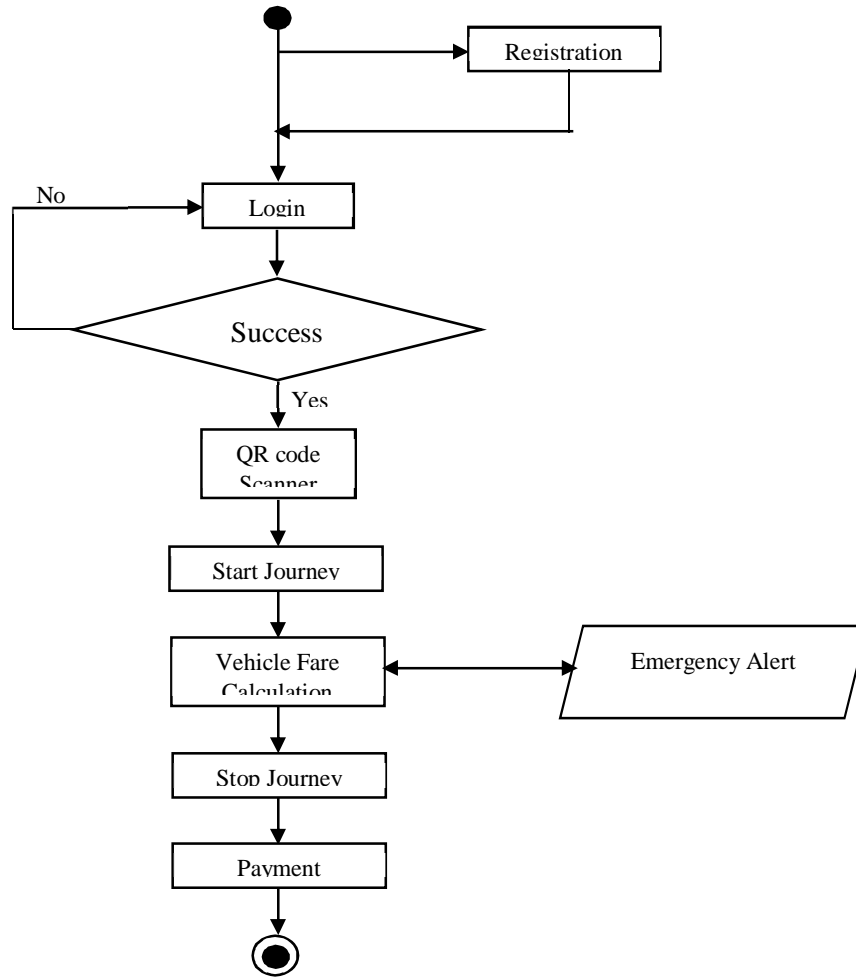 Registration
No
Login
Success
Yes
QR code
Scanner
Start Journey
Vehicle Fare
Calculation
Emergency Alert
Stop Journey
Payment